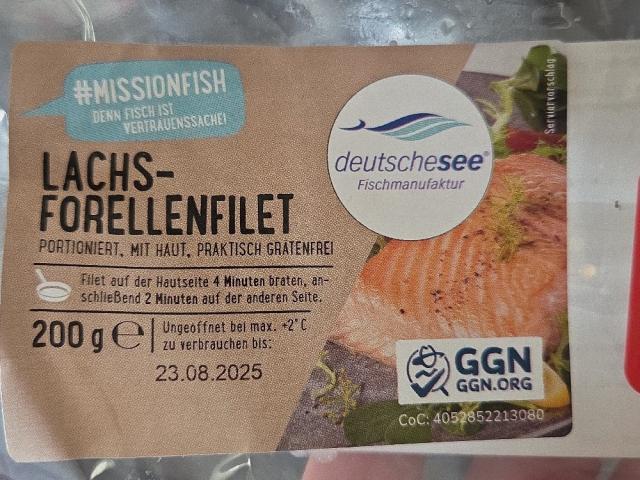 #MISSIONFISH
DENN FISCH IST
VERTRAUENSSACHE!
deutschesee®
Fischmanufaktur
Serviervorschlag
LACHS-
FORELLENFILET
PORTIONIERT, MIT HAUT, PRAKTISCH GRÄTENFREI
Filet auf der Hautseite 4 Minuten braten, an-
schließend 2 Minuten auf der anderen Seite.
200 g ℮
Ungeöffnet bei max. +2°C
zu verbrauchen bis:
23.08.2025
GGN
GGN.ORG
CoC: 4052852213080